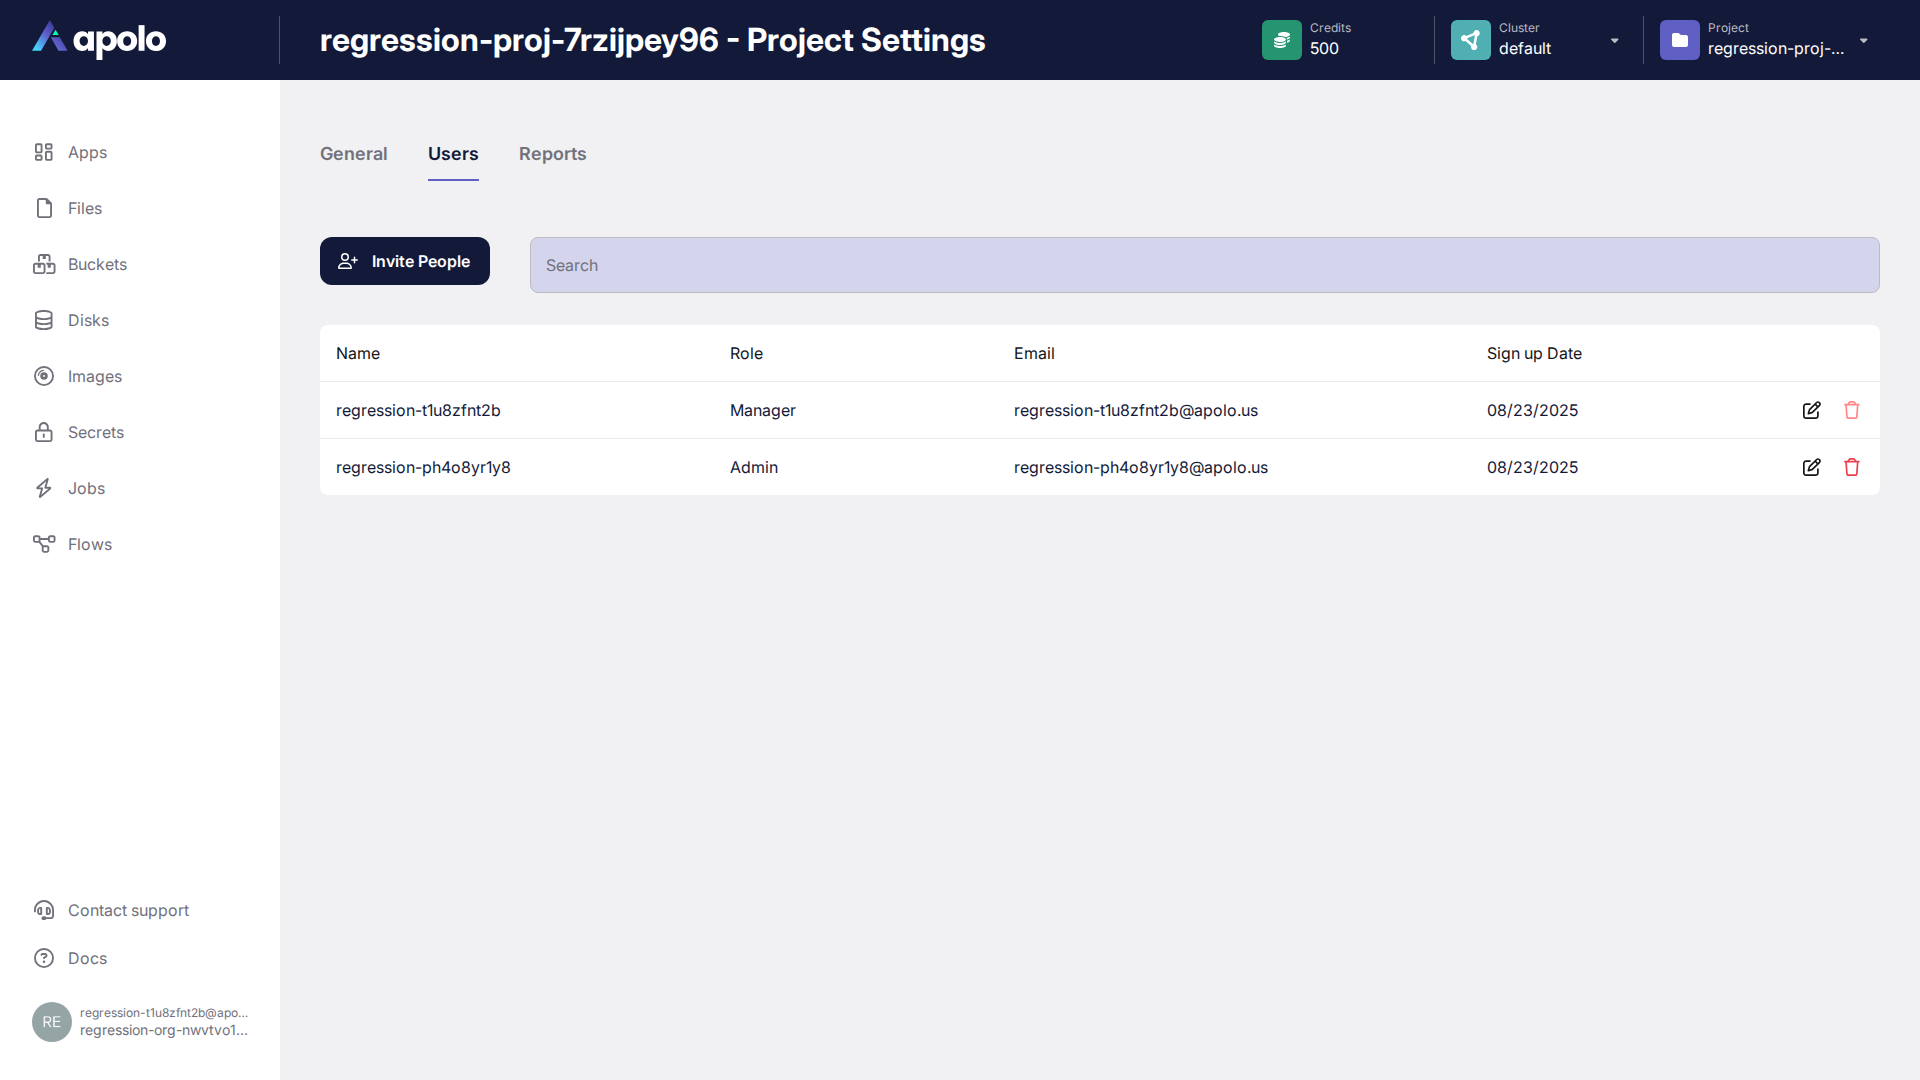 apolo
regression-proj-7rzijpey96 - Project Settings
Credits
500
Cluster
default
Project
regression-proj-...
Apps
Files
Buckets
Disks
Images
Secrets
Jobs
Flows
Contact support
Docs
RE
regression-t1u8zfnt2b@apo...
regression-org-nwvtvo1...
General Users Reports
Invite People
Search
Name Role Email Sign up Date
regression-t1u8zfnt2b Manager regression-t1u8zfnt2b@apolo.us 08/23/2025
regression-ph4o8yr1y8 Admin regression-ph4o8yr1y8@apolo.us 08/23/2025